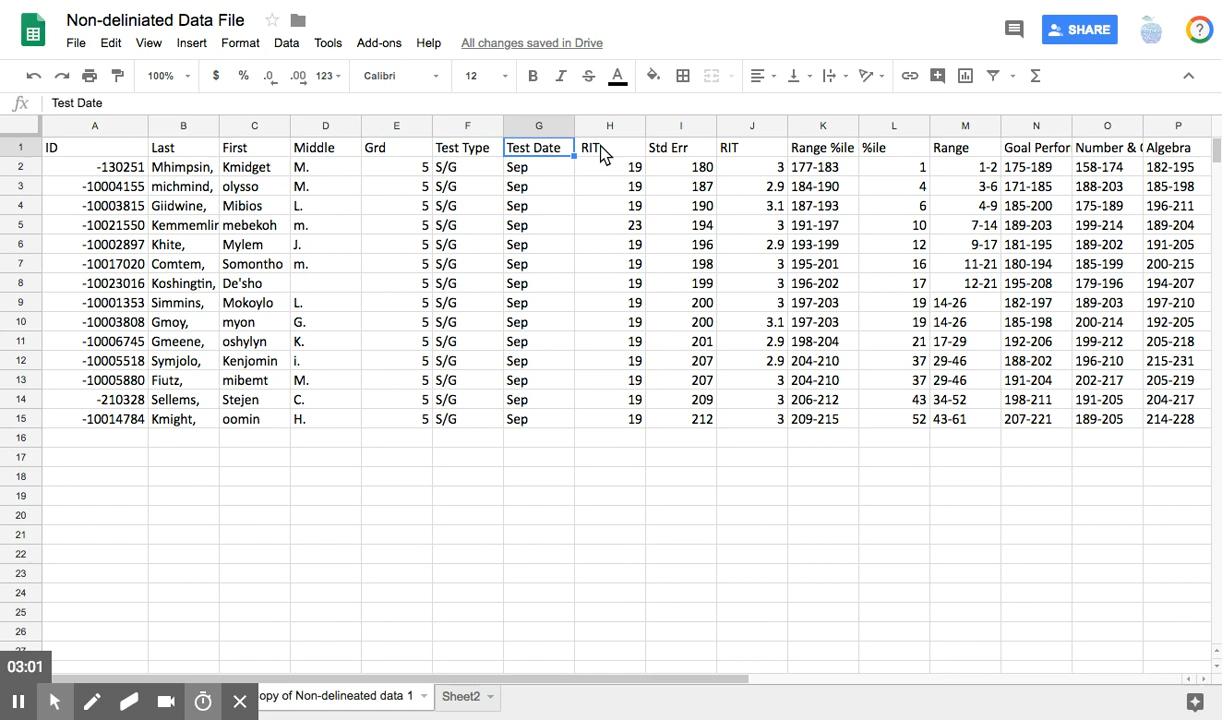 Non-deliniated Data File
File Edit View Insert Format Data Tools Add-ons Help All changes saved in Drive
SHARE
100% $ % .0 .00 123 Calibri 12 B I S A Σ
fx Test Date
A B C D E F G H I J K L M N O P
1 ID Last First Middle Grd Test Type Test Date RIT Std Err RIT Range %ile %ile Range Goal Perfor Number & ( Algebra
2 -130251 Mhimpsin, Kmidget M. 5 S/G Sep 19 180 3 177-183 1 1-2 175-189 158-174 182-195
3 -10004155 michmind, olysso M. 5 S/G Sep 19 187 2.9 184-190 4 3-6 171-185 188-203 185-198
4 -10003815 Giidwine, Mibios L. 5 S/G Sep 19 190 3.1 187-193 6 4-9 185-200 175-189 196-211
5 -10021550 Kemmemlir mebekoh m. 5 S/G Sep 23 194 3 191-197 10 7-14 189-203 199-214 189-204
6 -10002897 Khite, Mylem J. 5 S/G Sep 19 196 2.9 193-199 12 9-17 181-195 189-202 191-205
7 -10017020 Comtem, Somontho m. 5 S/G Sep 19 198 3 195-201 16 11-21 180-194 185-199 200-215
8 -10023016 Koshingtin, De'sho 5 S/G Sep 19 199 3 196-202 17 12-21 195-208 179-196 194-207
9 -10001353 Simmins, Mokoylo L. 5 S/G Sep 19 200 3 197-203 19 14-26 182-197 189-203 197-210
10 -10003808 Gmoy, myon G. 5 S/G Sep 19 200 3.1 197-203 19 14-26 185-198 200-214 192-205
11 -10006745 Gmeene, oshylyn K. 5 S/G Sep 19 201 2.9 198-204 21 17-29 192-206 199-212 205-218
12 -10005518 Symjolo, Kenjomin i. 5 S/G Sep 19 207 2.9 204-210 37 29-46 188-202 196-210 215-231
13 -10005880 Fiutz, mibemt M. 5 S/G Sep 19 207 3 204-210 37 29-46 191-204 202-217 205-219
14 -210328 Sellems, Stejen C. 5 S/G Sep 19 209 3 206-212 43 34-52 198-211 191-205 204-217
15 -10014784 Kmight, oomin H. 5 S/G Sep 19 212 3 209-215 52 43-61 207-221 189-205 214-228
16
17
18
19
20
21
22
23
24
25
26
03:01
opy of Non-delineated data 1 Sheet2